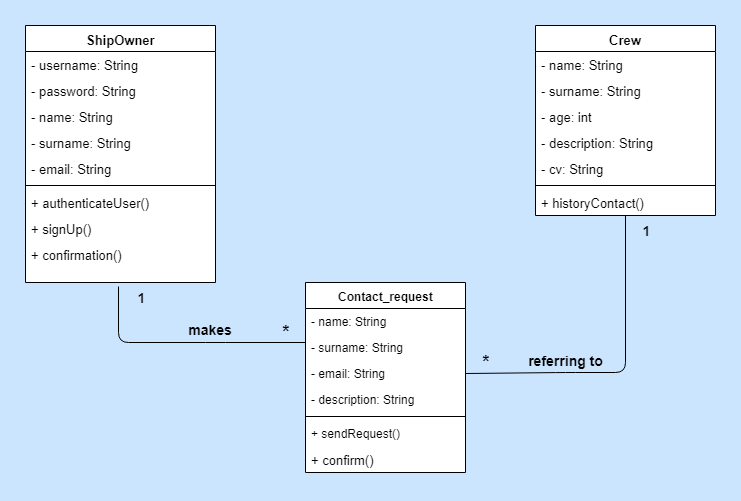 ShipOwner
- username: String
- password: String
- name: String
- surname: String
- email: String
+ authenticateUser()
+ signUp()
+ confirmation()
Crew
- name: String
- surname: String
- age: int
- description: String
- cv: String
+ historyContact()
1
1
makes
*
Contact_request
- name: String
- surname: String
- email: String
- description: String
+ sendRequest()
+ confirm()
*
referring to